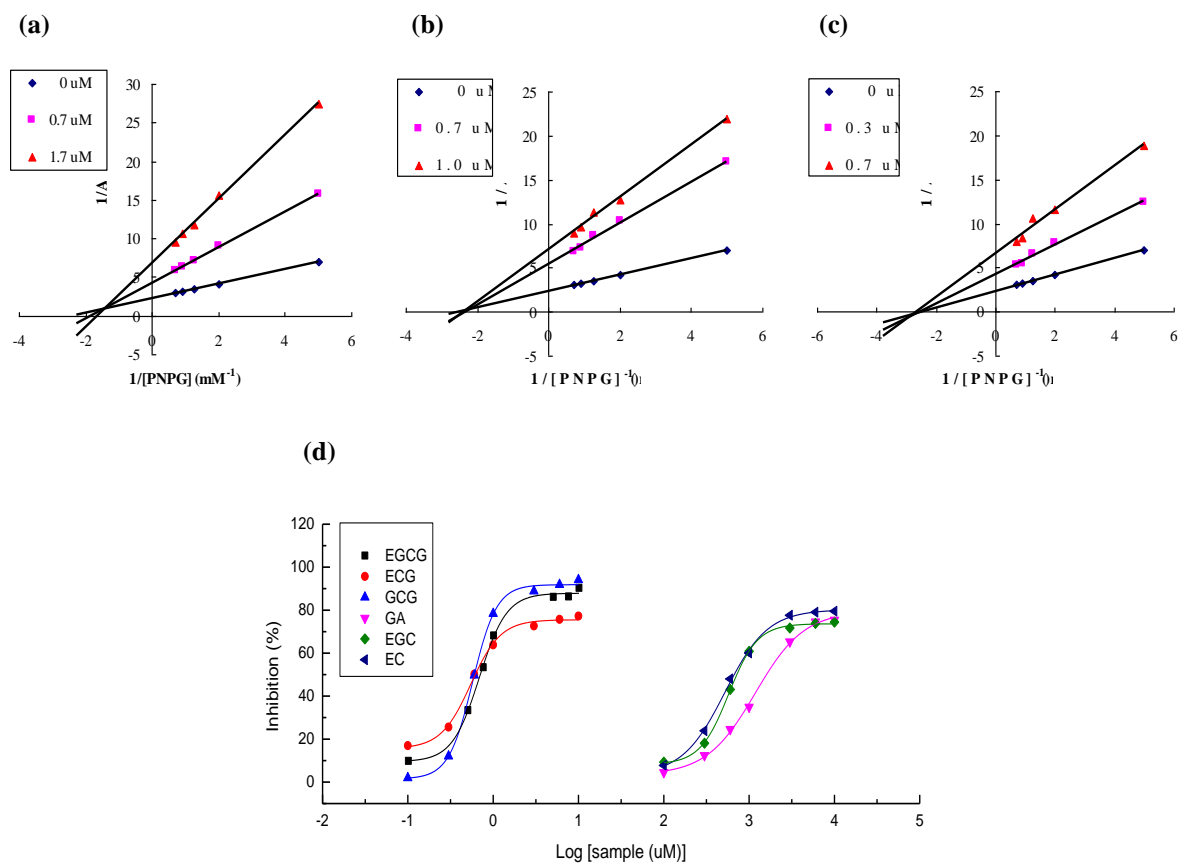 (a)
(b)
(c)
0 uM
0.7 uM
1.7 uM
30
25
20
15
10
5
0
-5
-4 -2 0 2 4 6
1/[PNPG] (mM-1)
0 u
0.7 u
1.0 u
25
20
15
10
5
0
-5
-4 -2 0 2 4 6
1/[PNPG]-1
0 u
0.3 u
0.7 u
25
20
15
10
5
0
-5
-6 -4 -2 0 2 4 6
1/[PNPG]-1
(d)
EGCG
ECG
GCG
GA
EGC
EC
120
100
80
60
40
20
0
Inhibition (%)
-2 -1 0 1 2 3 4 5
Log [sample (uM)]